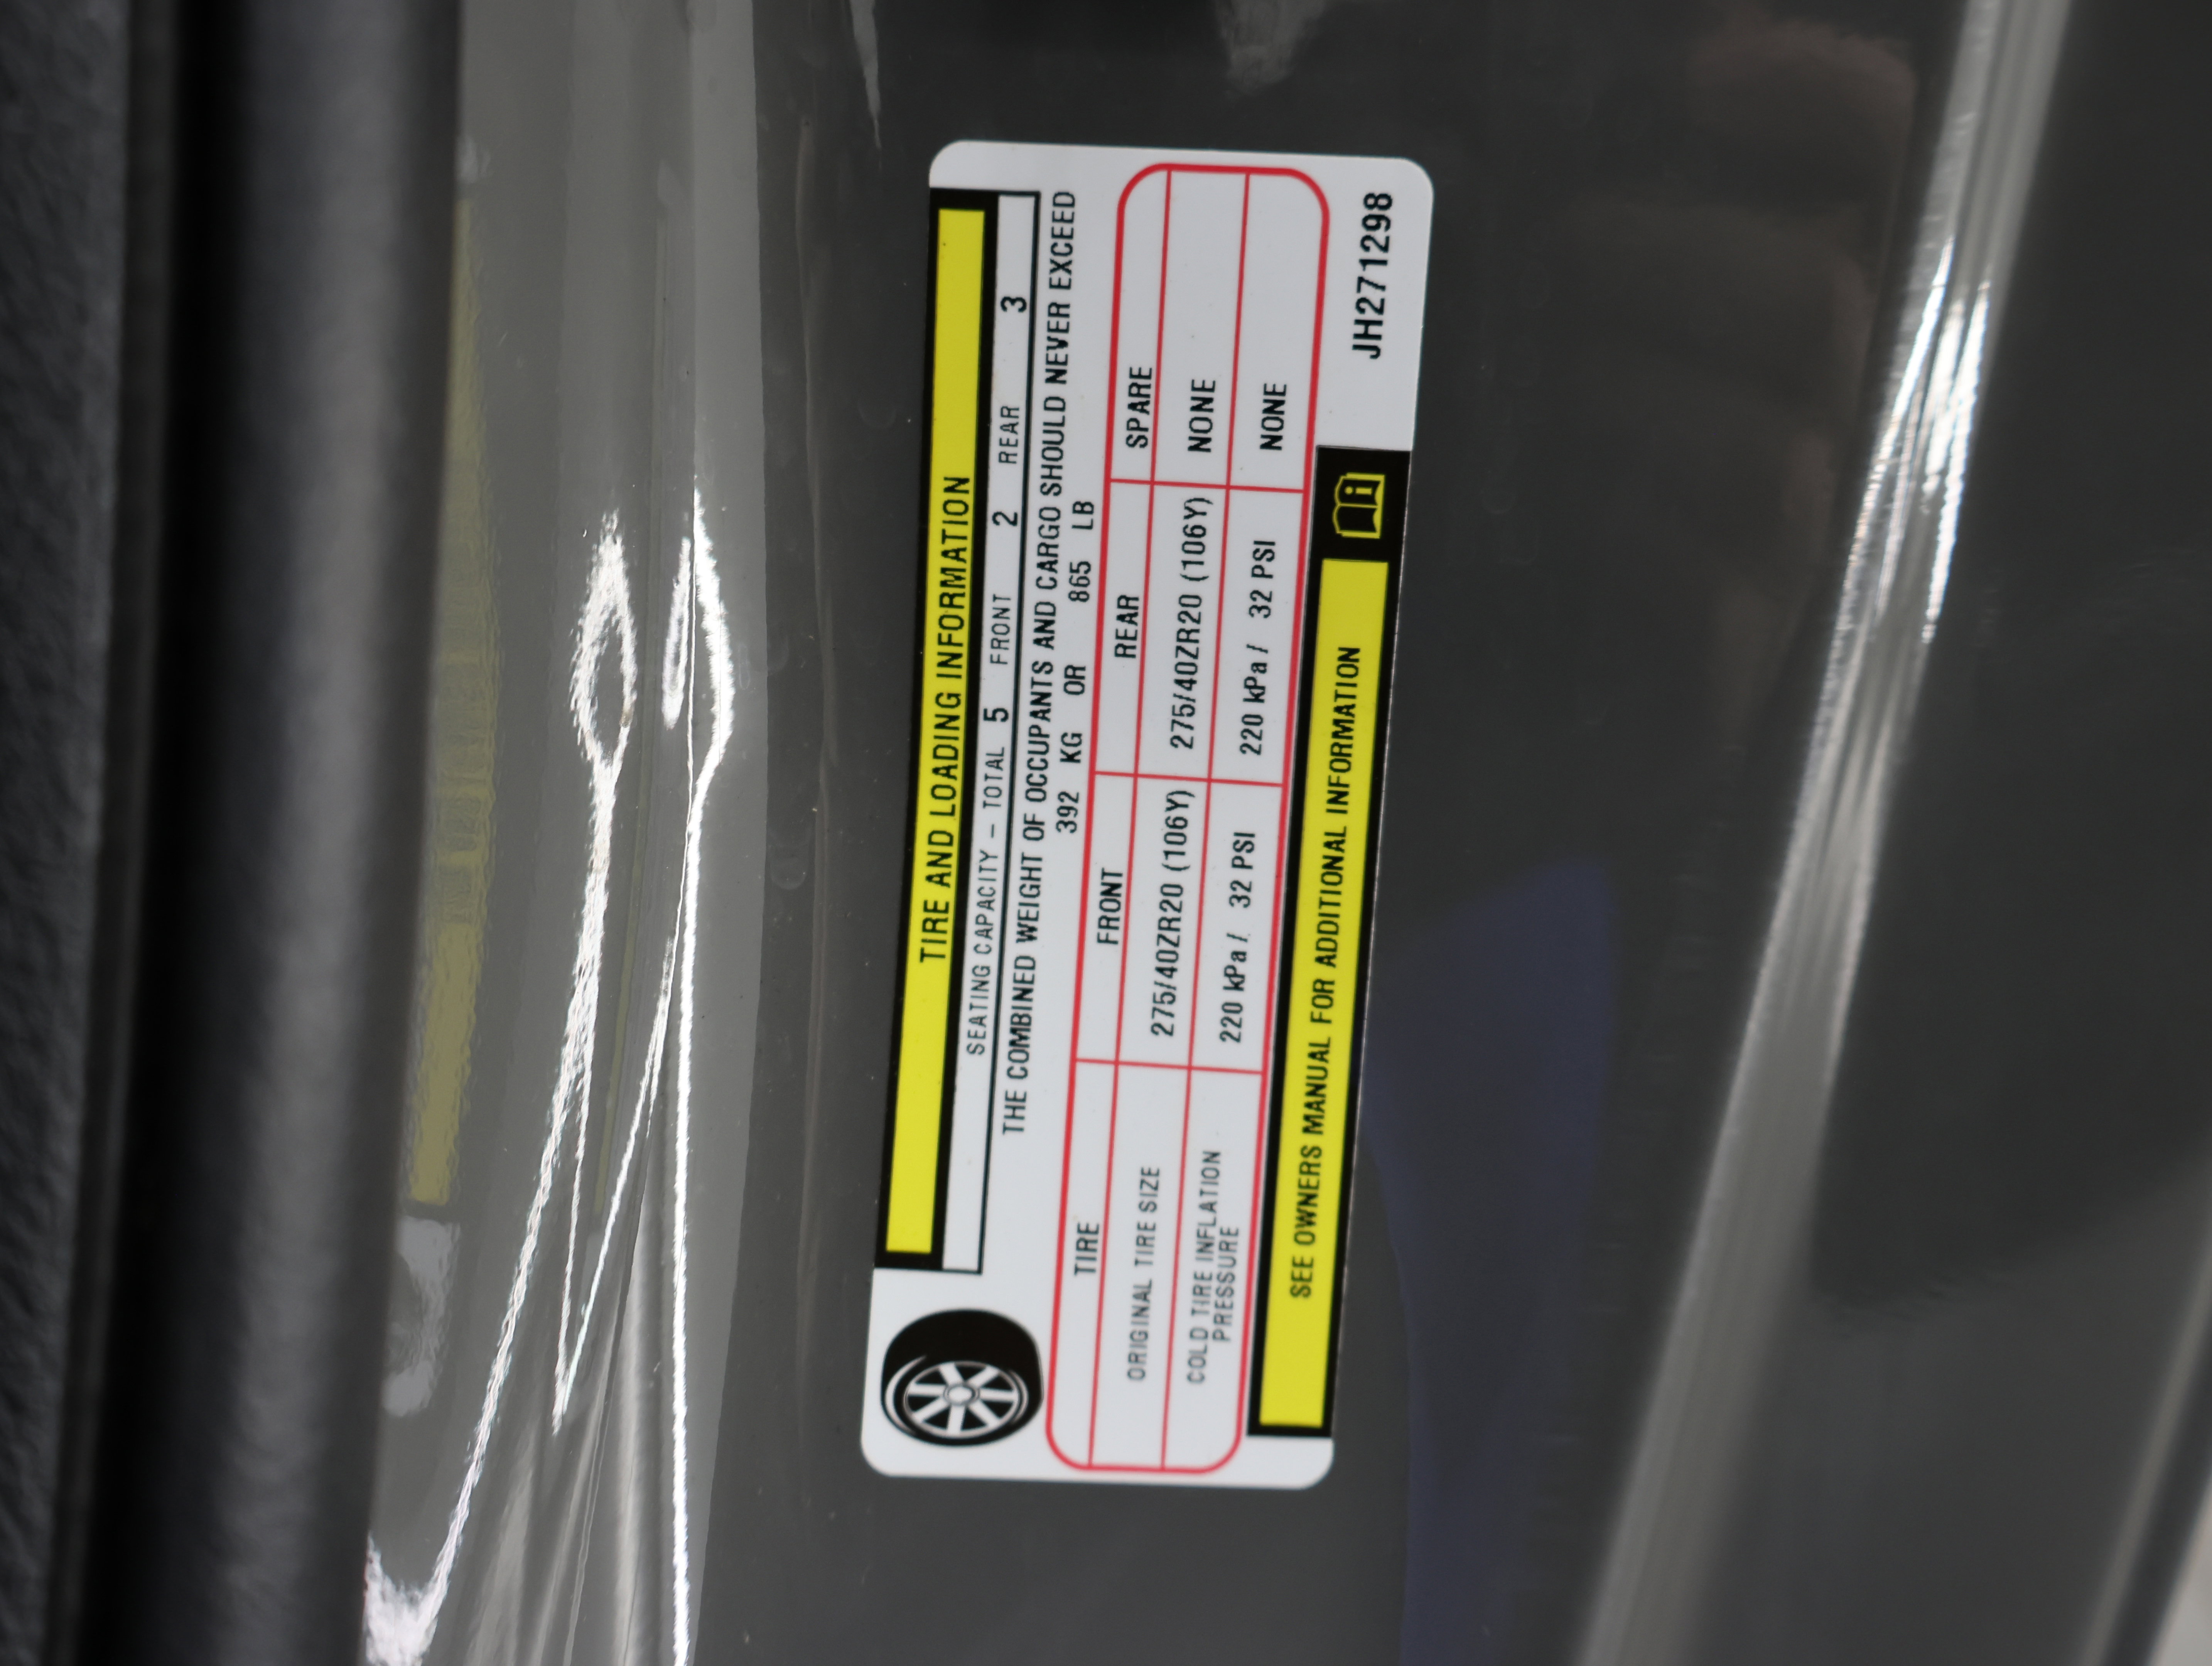 TIRE AND LOADING INFORMATION
SEATING CAPACITY - TOTAL 5 FRONT 2 REAR 3
THE COMBINED WEIGHT OF OCCUPANTS AND CARGO SHOULD NEVER EXCEED
392 KG OR 865 LB
TIRE FRONT REAR SPARE
ORIGINAL TIRE SIZE 275/40ZR20 (106Y) 275/40ZR20 (106Y) NONE
COLD TIRE INFLATION
PRESSURE 220 kPa / 32 PSI 220 kPa / 32 PSI NONE
SEE OWNERS MANUAL FOR ADDITIONAL INFORMATION
JH271298